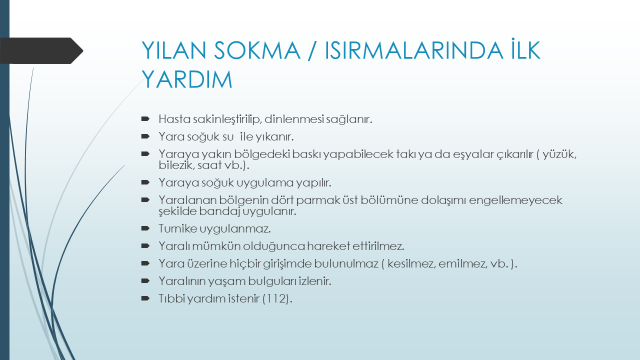 YILAN SOKMA / ISIRMALARINDA İLK
YARDIM
Hasta sakinleştirilip, dinlenmesi sağlanır.
Yara soğuk su ile yıkanır.
Yaraya yakın bölgedeki baskı yapabilecek takı ya da eşyalar çıkarılır ( yüzük,
bilezik, saat vb.).
Yaraya soğuk uygulama yapılır.
Yaralanan bölgenin dört parmak üst bölümüne dolaşımı engellemeyecek
şekilde bandaj uygulanır.
Turnike uygulanmaz.
Yaralı mümkün olduğunca hareket ettirilmez.
Yara üzerine hiçbir girişimde bulunulmaz ( kesilmez, emilmez, vb. ).
Yaralının yaşam bulguları izlenir.
Tıbbi yardım istenir (112).